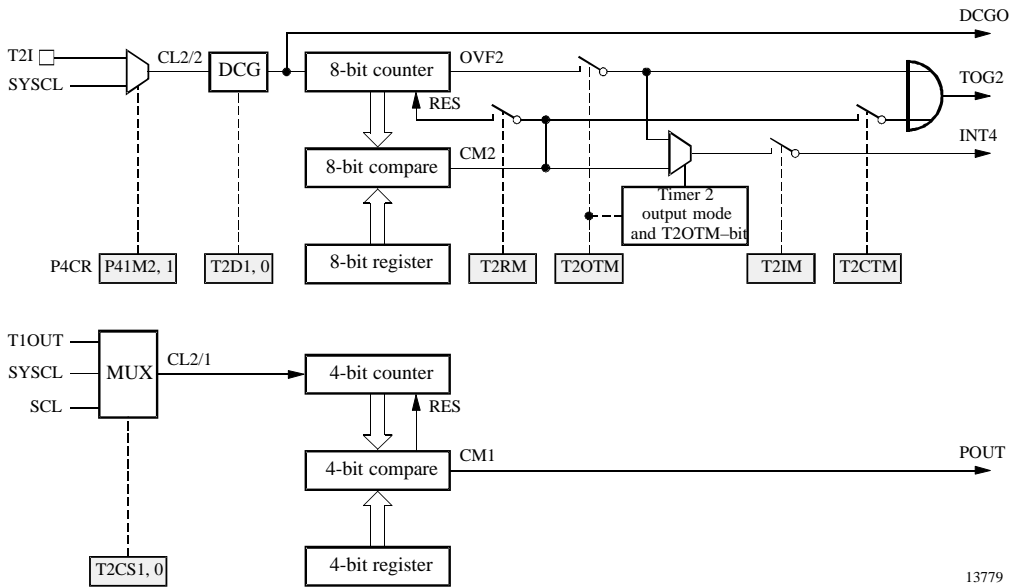 DCGO
T2I
CL2/2
DCG
8-bit counter
OVF2
TOG2
SYSCL
RES
8-bit compare
CM2
INT4
Timer 2
output mode
and T2OTM–bit
P4CR
P41M2, 1
T2D1, 0
8-bit register
T2RM
T2OTM
T2IM
T2CTM
T1OUT
SYSCL
MUX
CL2/1
4-bit counter
SCL
RES
4-bit compare
CM1
POUT
T2CS1, 0
4-bit register
13779